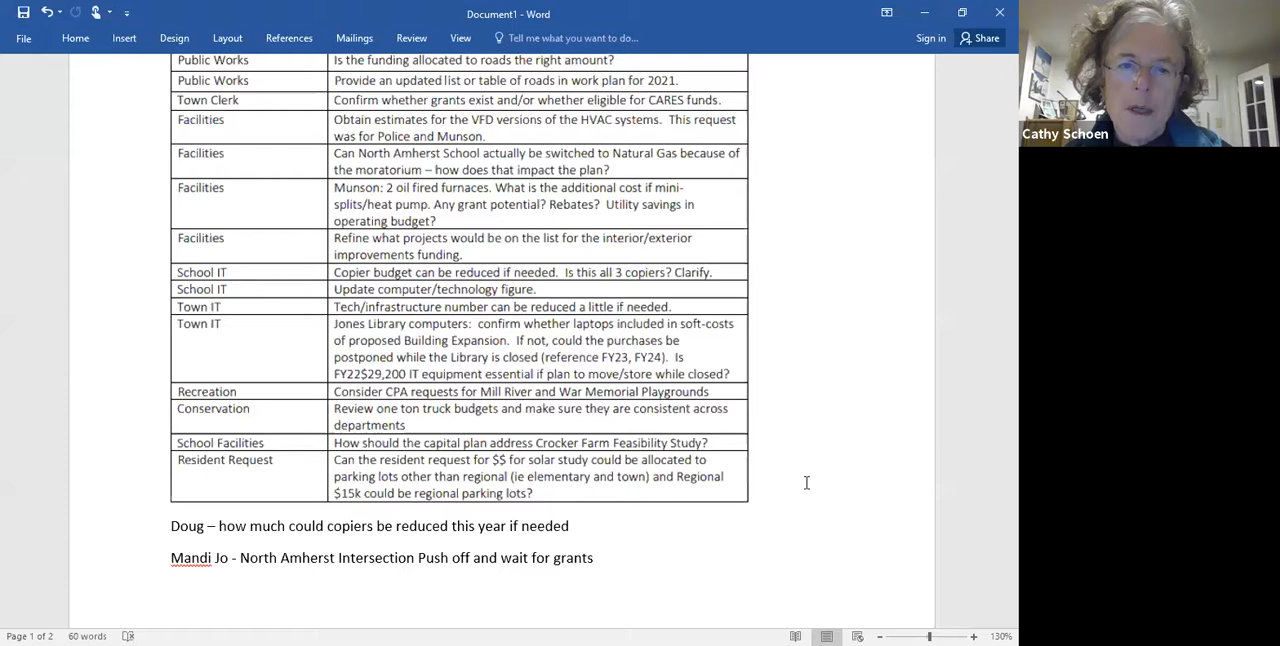 Document1 - Word
File Home Insert Design Layout References Mailings Review View Tell me what you want to do... Sign in Share
Public Works Is the funding allocated to roads the right amount?
Public Works Provide an updated list or table of roads in work plan for 2021.
Town Clerk Confirm whether grants exist and/or whether eligible for CARES funds.
Facilities Obtain estimates for the VFD versions of the HVAC systems. This request
was for Police and Munson.
Facilities Can North Amherst School actually be switched to Natural Gas because of
the moratorium – how does that impact the plan?
Facilities Munson: 2 oil fired furnaces. What is the additional cost if mini-
splits/heat pump. Any grant potential? Rebates? Utility savings in
operating budget?
Facilities Refine what projects would be on the list for the interior/exterior
improvements funding.
School IT Copier budget can be reduced if needed. Is this all 3 copiers? Clarify.
School IT Update computer/technology figure.
Town IT Tech/infrastructure number can be reduced a little if needed.
Town IT Jones Library computers: confirm whether laptops included in soft-costs
of proposed Building Expansion. If not, could the purchases be
postponed while the Library is closed (reference FY23, FY24). Is
FY22$29,200 IT equipment essential if plan to move/store while closed?
Recreation Consider CPA requests for Mill River and War Memorial Playgrounds
Conservation Review one ton truck budgets and make sure they are consistent across
departments
School Facilities How should the capital plan address Crocker Farm Feasibility Study?
Resident Request Can the resident request for $$ for solar study could be allocated to
parking lots other than regional (ie elementary and town) and Regional
$15k could be regional parking lots?
Doug – how much could copiers be reduced this year if needed
Mandi Jo - North Amherst Intersection Push off and wait for grants
Page 1 of 2 60 words 130%
Cathy Schoen